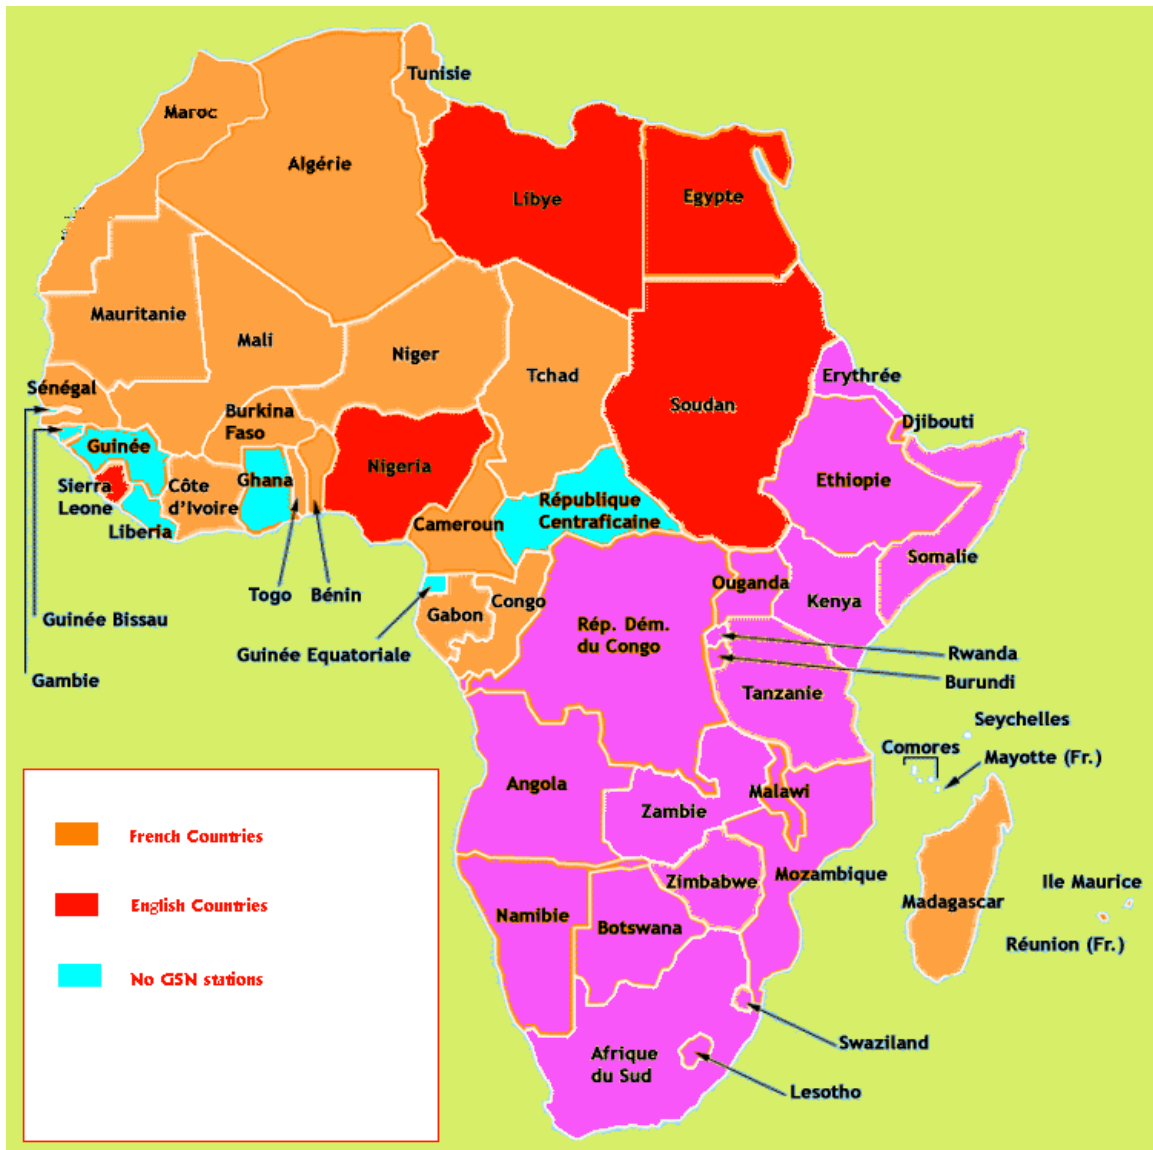 Tunisie
Maroc
Algérie
Libye
Egypte
Mauritanie
Mali
Niger
Tchad
Soudan
Erythrée
Sénégal
Burkina
Faso
Djibouti
Guinée
Nigeria
Ghana
Ethiopie
Sierra
Leone
Côte
d'Ivoire
République
Centraficaine
Liberia
Cameroun
Somalie
Togo
Bénin
Ouganda
Kenya
Congo
Gabon
Guinée Bissau
Rép. Dém.
du Congo
Guinée Equatoriale
Rwanda
Gambie
Burundi
Tanzanie
Seychelles
Comores
Mayotte (Fr.)
Angola
Malawi
Zambie
Mozambique
Zimbabwe
Ile Maurice
Madagascar
Namibie
Botswana
Réunion (Fr.)
Swaziland
Afrique
du Sud
Lesotho
French Countries
English Countries
No GSN stations